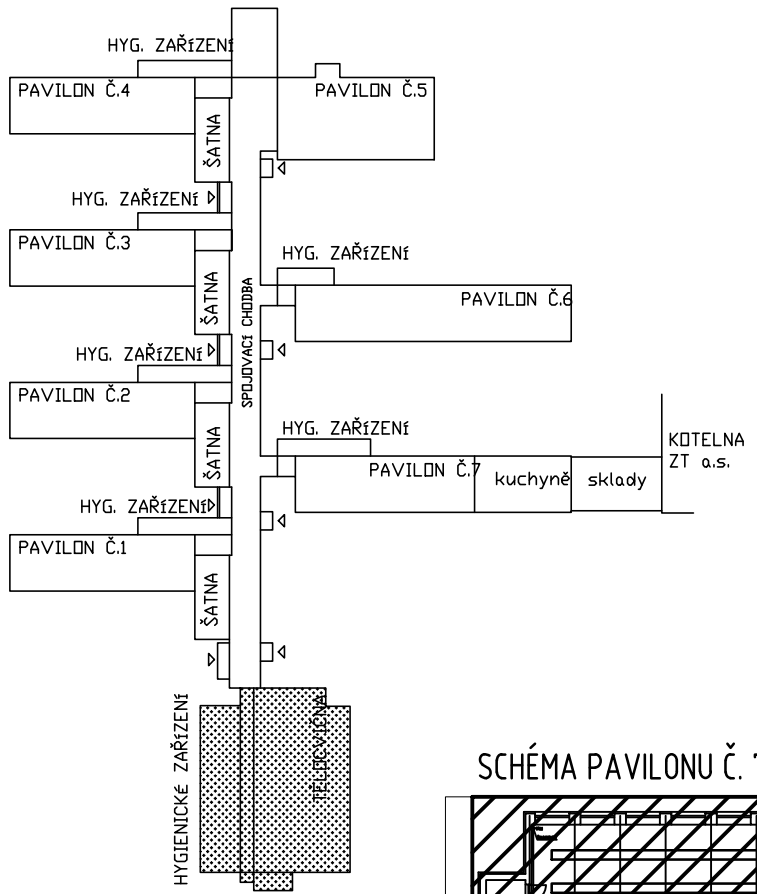 HYG. ZAŘÍZENÍ
PAVILON Č.4
PAVILON Č.5
ŠATNA
HYG. ZAŘÍZENÍ
PAVILON Č.3
HYG. ZAŘÍZENÍ
ŠATNA
SPOJOVACÍ CHODBA
PAVILON Č.6
HYG. ZAŘÍZENÍ
PAVILON Č.2
HYG. ZAŘÍZENÍ
ŠATNA
PAVILON Č.7
kuchyně
sklady
KOTELNA
ZT a.s.
HYG. ZAŘÍZENÍ
PAVILON Č.1
ŠATNA
HYGIENICKÉ ZAŘÍZENÍ
TĚLOCVIČNA
SCHÉMA PAVILONU Č.